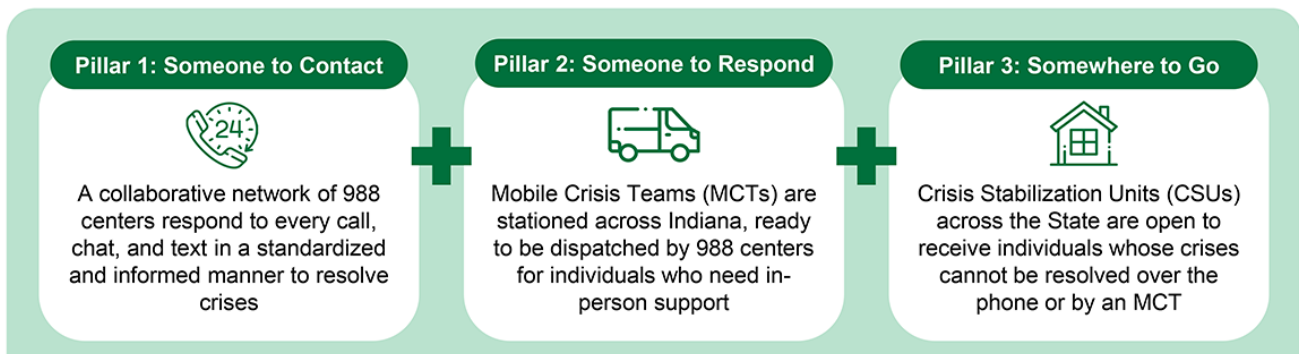 Pillar 1: Someone to Contact
24
A collaborative network of 988
centers respond to every call,
chat, and text in a standardized
and informed manner to resolve
crises
Pillar 2: Someone to Respond
Mobile Crisis Teams (MCTs) are
stationed across Indiana, ready
to be dispatched by 988 centers
for individuals who need in-
person support
Pillar 3: Somewhere to Go
Crisis Stabilization Units (CSUs)
across the State are open to
receive individuals whose crises
cannot be resolved over the
phone or by an MCT